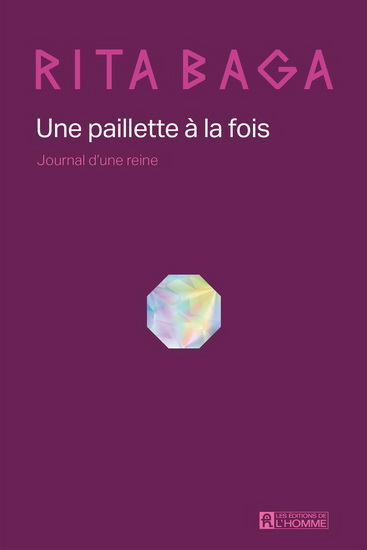 RITA BAGA
Une paillette à la fois
Journal d'une reine
LES ÉDITIONS DE
L'HOMME